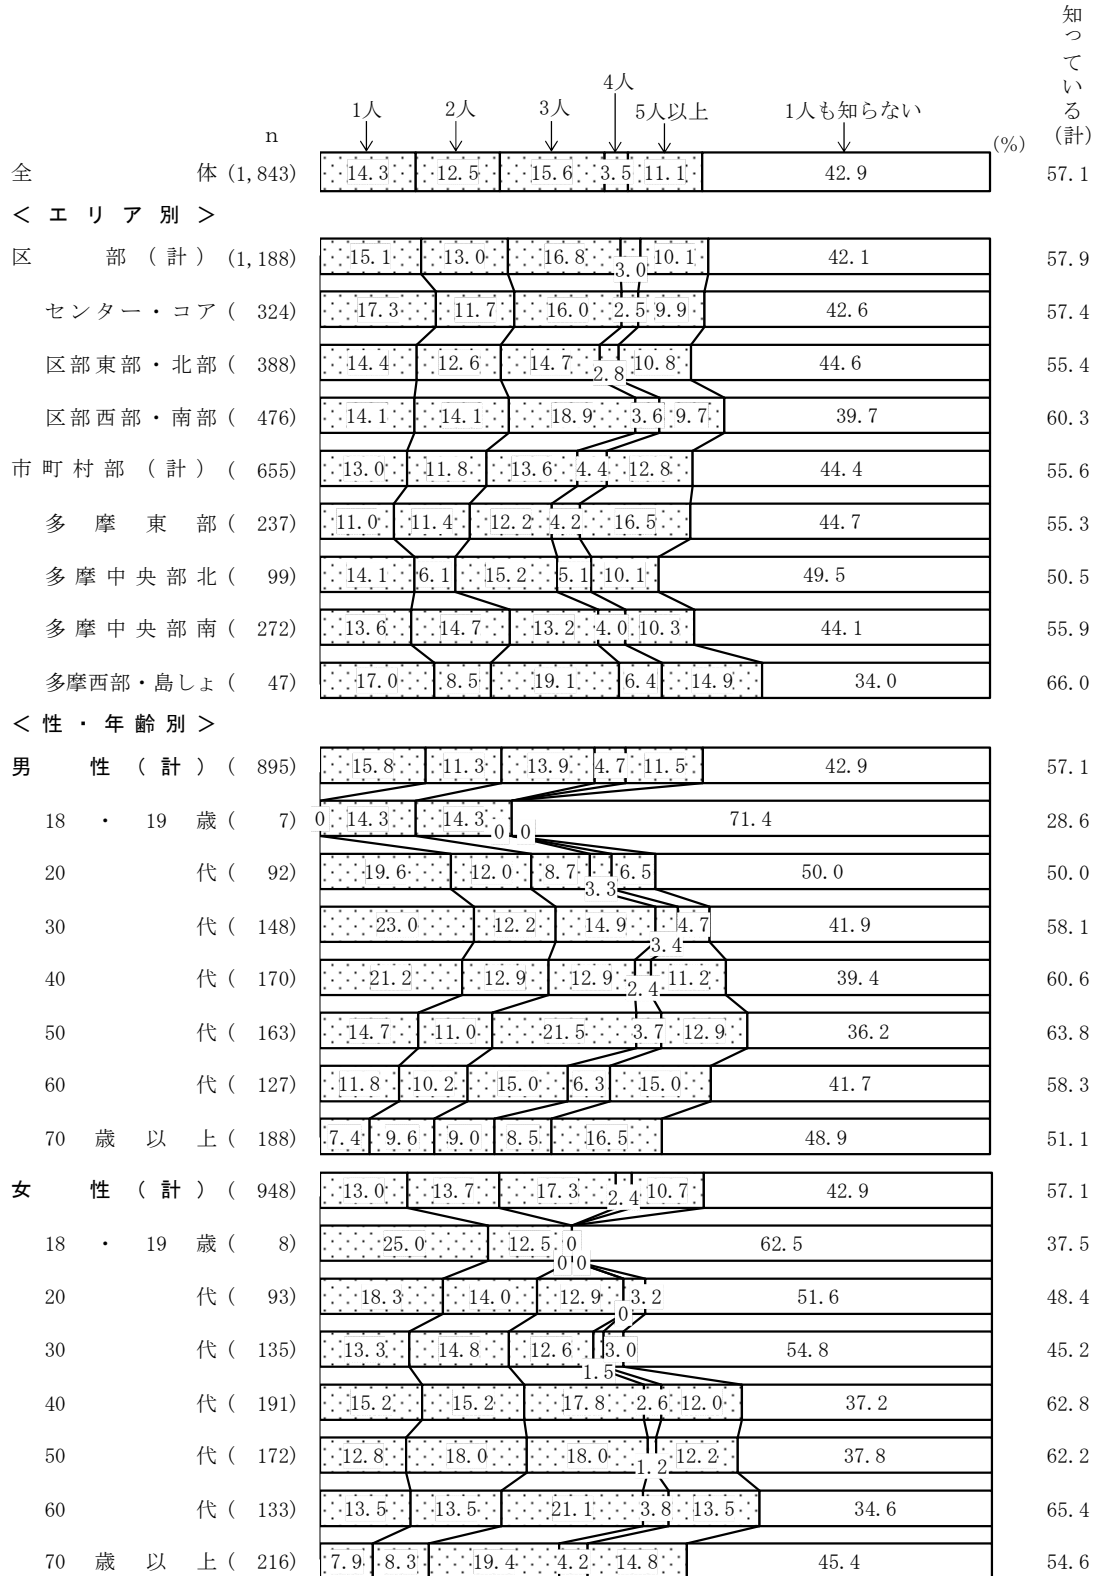 知っている(計)
4人
1人 2人 3人 5人以上 1人も知らない
n (%)
全体 (1,843) 14.3 12.5 15.6 3.5 11.1 42.9 57.1
＜エリア別＞
区部(計) (1,188) 15.1 13.0 16.8 3.0 10.1 42.1 57.9
センター・コア ( 324) 17.3 11.7 16.0 2.5 9.9 42.6 57.4
区部東部・北部 ( 388) 14.4 12.6 14.7 2.8 10.8 44.6 55.4
区部西部・南部 ( 476) 14.1 14.1 18.9 3.6 9.7 39.7 60.3
市町村部(計) ( 655) 13.0 11.8 13.6 4.4 12.8 44.4 55.6
多摩東部 ( 237) 11.0 11.4 12.2 4.2 16.5 44.7 55.3
多摩中央部北 ( 99) 14.1 6.1 15.2 5.1 10.1 49.5 50.5
多摩中央部南 ( 272) 13.6 14.7 13.2 4.0 10.3 44.1 55.9
多摩西部・島しょ ( 47) 17.0 8.5 19.1 6.4 14.9 34.0 66.0
＜性・年齢別＞
男性(計) ( 895) 15.8 11.3 13.9 4.7 11.5 42.9 57.1
18・19歳 ( 7) 0 14.3 14.3 0 0 71.4 28.6
20代 ( 92) 19.6 12.0 8.7 3.3 6.5 50.0 50.0
30代 ( 148) 23.0 12.2 14.9 3.4 4.7 41.9 58.1
40代 ( 170) 21.2 12.9 12.9 2.4 11.2 39.4 60.6
50代 ( 163) 14.7 11.0 21.5 3.7 12.9 36.2 63.8
60代 ( 127) 11.8 10.2 15.0 6.3 15.0 41.7 58.3
70歳以上 ( 188) 7.4 9.6 9.0 8.5 16.5 48.9 51.1
女性(計) ( 948) 13.0 13.7 17.3 2.4 10.7 42.9 57.1
18・19歳 ( 8) 25.0 12.5 0 0 0 62.5 37.5
20代 ( 93) 18.3 14.0 12.9 0 3.2 51.6 48.4
30代 ( 135) 13.3 14.8 12.6 1.5 3.0 54.8 45.2
40代 ( 191) 15.2 15.2 17.8 2.6 12.0 37.2 62.8
50代 ( 172) 12.8 18.0 18.0 1.2 12.2 37.8 62.2
60代 ( 133) 13.5 13.5 21.1 3.8 13.5 34.6 65.4
70歳以上 ( 216) 7.9 8.3 19.4 4.2 14.8 45.4 54.6